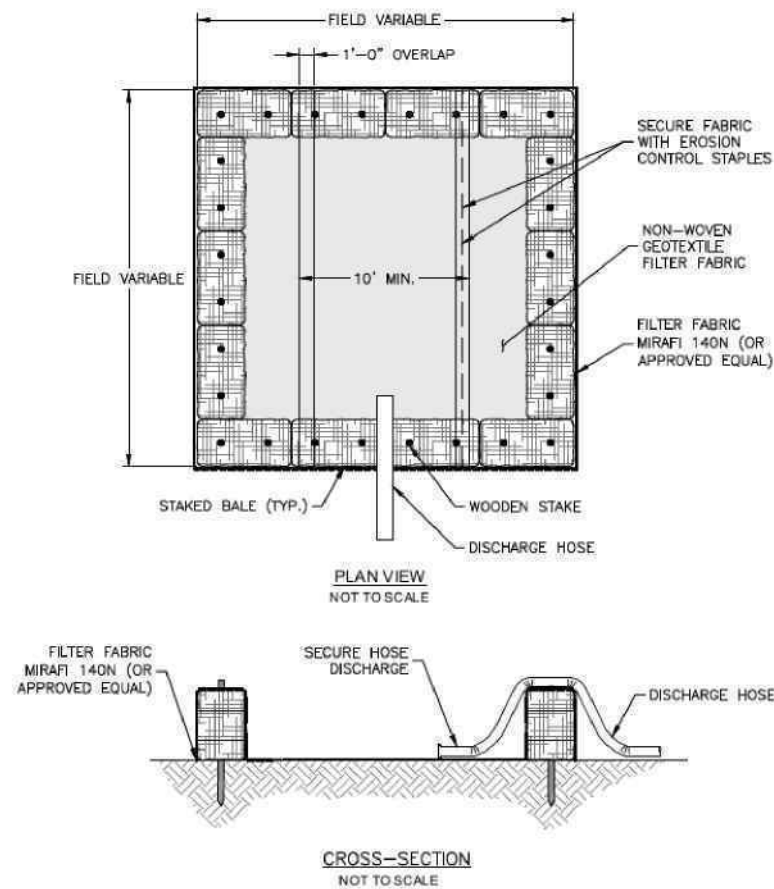 FIELD VARIABLE
1'-0" OVERLAP
SECURE FABRIC
WITH EROSION
CONTROL STAPLES
NON-WOVEN
GEOTEXTILE
FILTER FABRIC
FIELD VARIABLE
10' MIN.
FILTER FABRIC
MIRAFI 140N (OR
APPROVED EQUAL)
STAKED BALE (TYP.)
WOODEN STAKE
DISCHARGE HOSE
PLAN VIEW
NOT TO SCALE
FILTER FABRIC
MIRAFI 140N (OR
APPROVED EQUAL)
SECURE HOSE
DISCHARGE
DISCHARGE HOSE
CROSS-SECTION
NOT TO SCALE